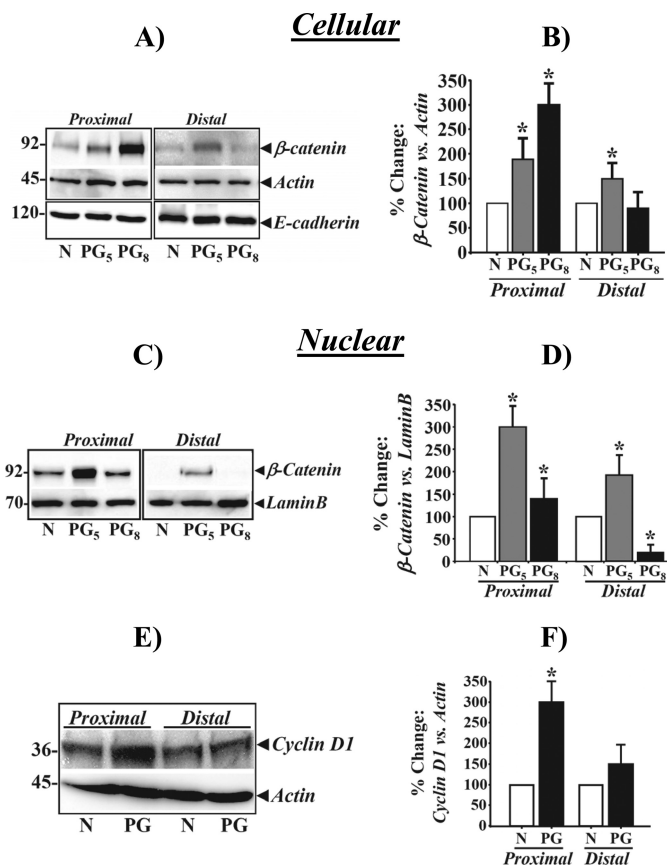 Cellular
A)
Proximal Distal
92
β-catenin
45
Actin
120
E-cadherin
N PG5 PG8 N PG5 PG8
B)
% Change:
β-Catenin vs. Actin
350
300
250
200
150
100
50
0
* * * 
N PG5 PG8 N PG5 PG8
Proximal Distal
Nuclear
C)
Proximal Distal
92
β-Catenin
70
LaminB
N PG5 PG8 N PG5 PG8
D)
% Change:
β-Catenin vs. LaminB
350
300
250
200
150
100
50
0
* * * *
N PG5 PG8 N PG5 PG8
Proximal Distal
E)
Proximal Distal
36
Cyclin D1
45
Actin
N PG N PG
F)
% Change:
Cyclin D1 vs. Actin
350
300
250
200
150
100
50
0
*
N PG N PG
Proximal Distal